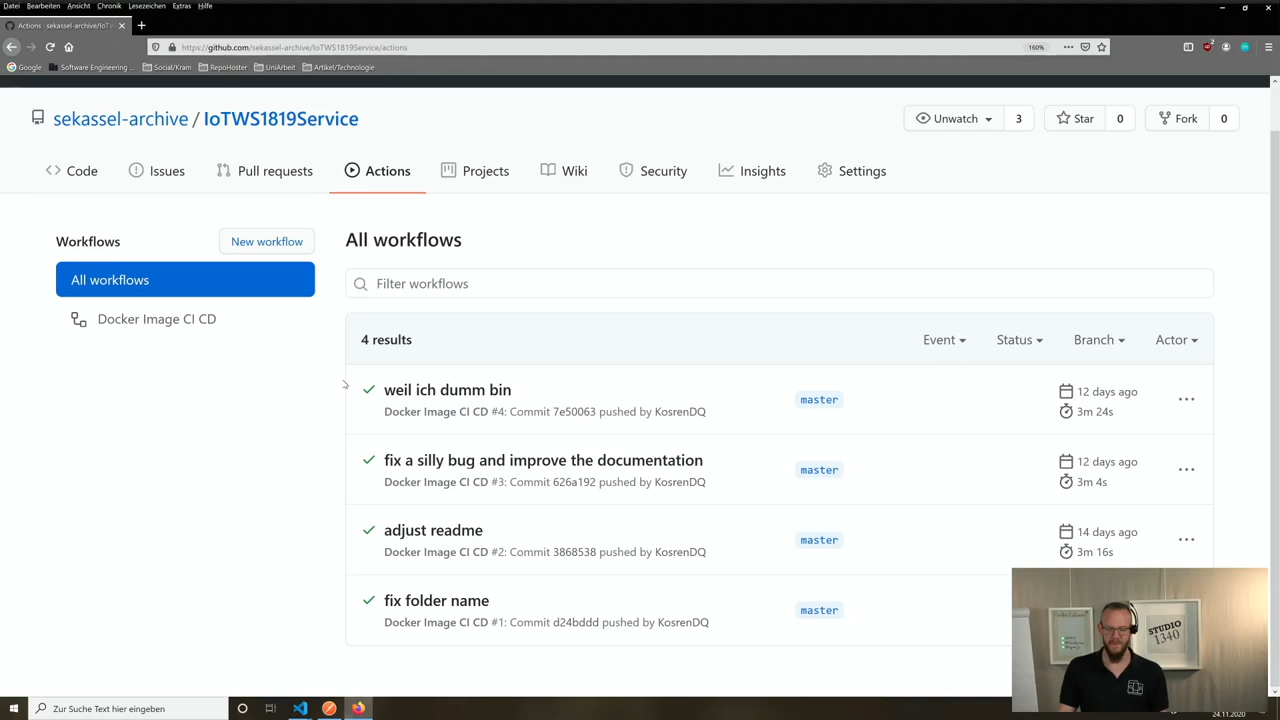 Datei Bearbeiten Ansicht Chronik Lesezeichen Extras Hilfe
Actions · sekassel-archive/IoTW
https://github.com/sekassel-archive/IoTWS1819Service/actions
160%
Google
Software Engineering ...
Social/Kram
RepoHoster
UniArbeit
Artikel/Technologie
sekassel-archive / IoTWS1819Service
Unwatch 3
Star 0
Fork 0
Code
Issues
Pull requests
Actions
Projects
Wiki
Security
Insights
Settings
Workflows
New workflow
All workflows
Docker Image CI CD
All workflows
Filter workflows
4 results
Event
Status
Branch
Actor
weil ich dumm bin
Docker Image CI CD #4: Commit 7e50063 pushed by KosrenDQ
master
12 days ago
3m 24s
fix a silly bug and improve the documentation
Docker Image CI CD #3: Commit 626a192 pushed by KosrenDQ
master
12 days ago
3m 4s
adjust readme
Docker Image CI CD #2: Commit 3868538 pushed by KosrenDQ
master
14 days ago
3m 16s
fix folder name
Docker Image CI CD #1: Commit d24bddd pushed by KosrenDQ
master
STUDIO
1340
Zur Suche Text hier eingeben
24.11.2020